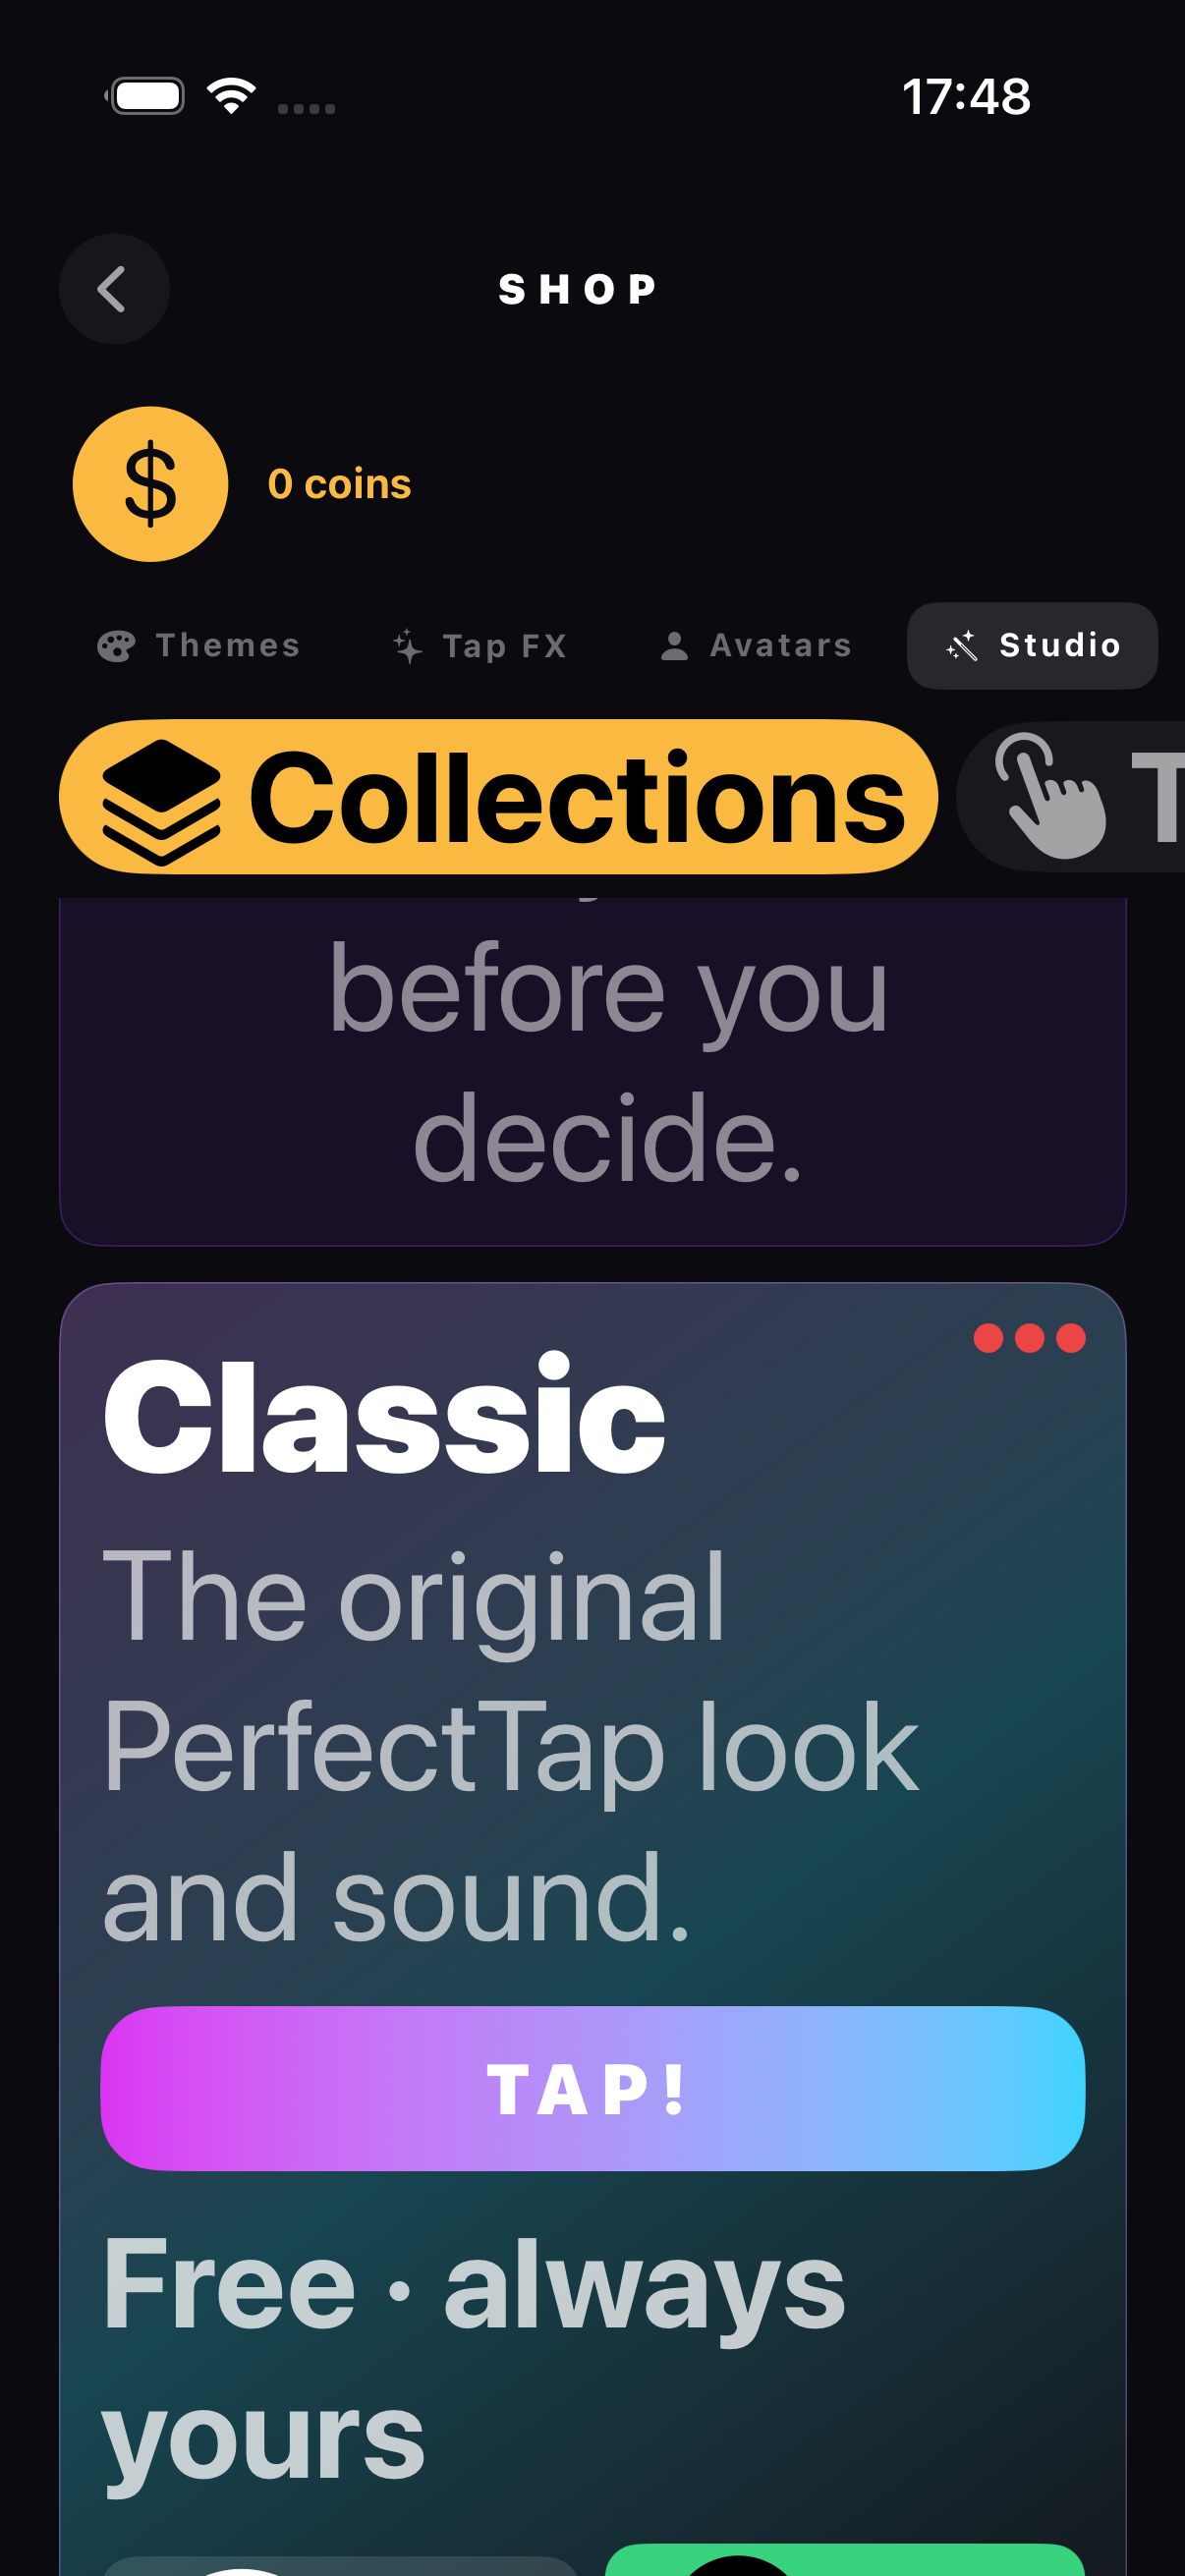 17:48
SHOP
$
0 coins
Themes
Tap FX
Avatars
Studio
Collections
before you
decide.
Classic
The original
PerfectTap look
and sound.
TAP!
Free · always
yours